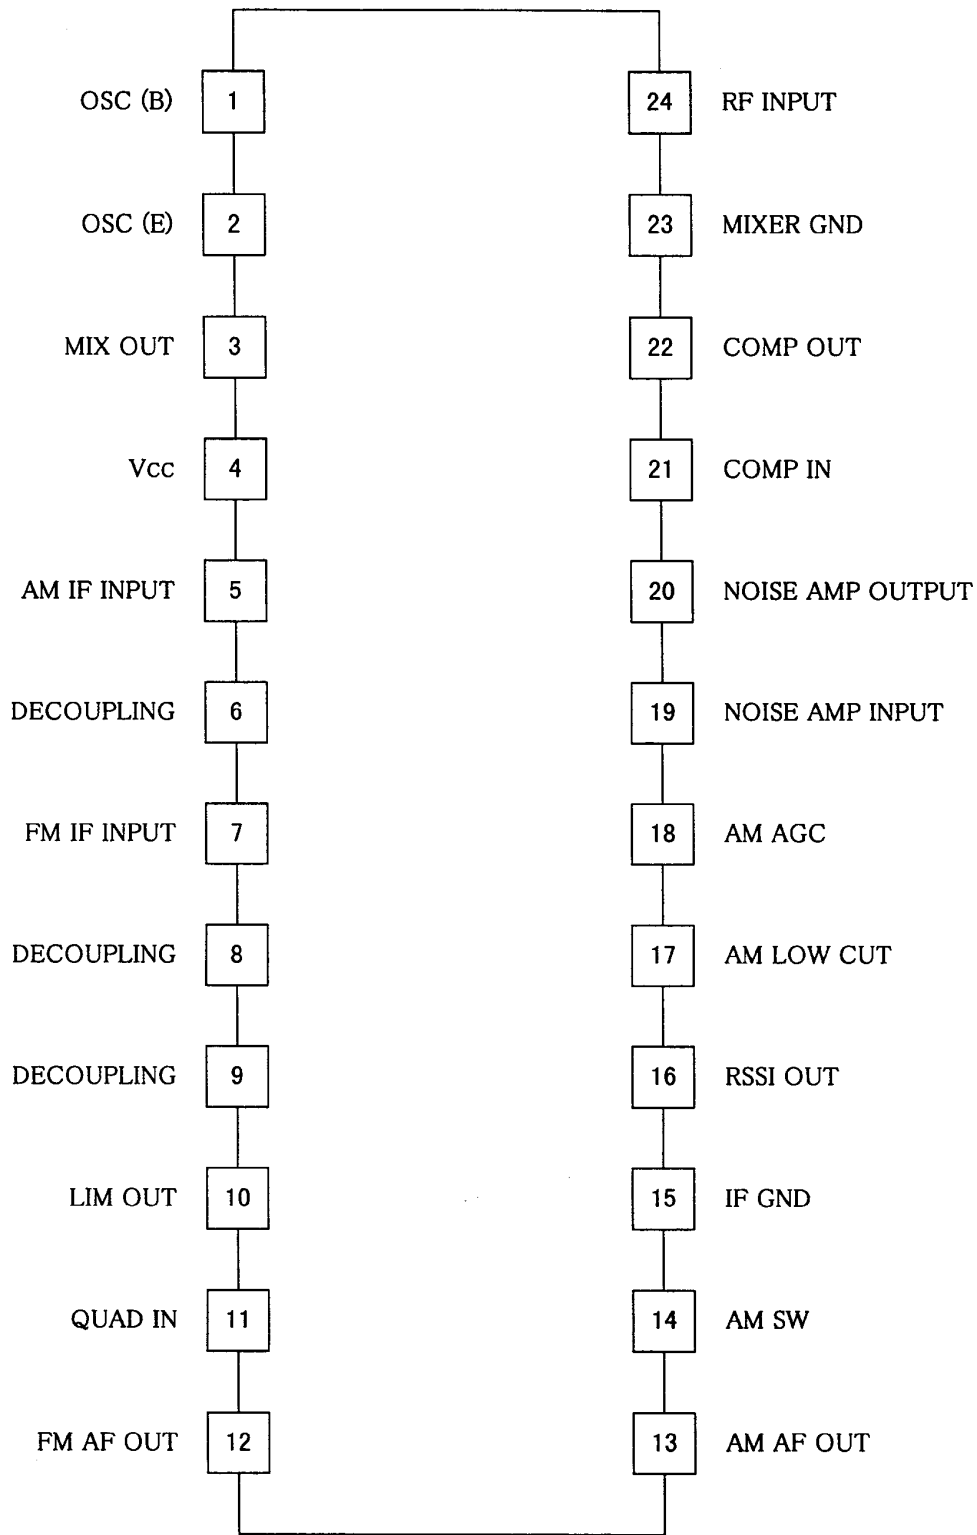 OSC (B) 1 24 RF INPUT
OSC (E) 2 23 MIXER GND
MIX OUT 3 22 COMP OUT
Vcc 4 21 COMP IN
AM IF INPUT 5 20 NOISE AMP OUTPUT
DECOUPLING 6 19 NOISE AMP INPUT
FM IF INPUT 7 18 AM AGC
DECOUPLING 8 17 AM LOW CUT
DECOUPLING 9 16 RSSI OUT
LIM OUT 10 15 IF GND
QUAD IN 11 14 AM SW
FM AF OUT 12 13 AM AF OUT